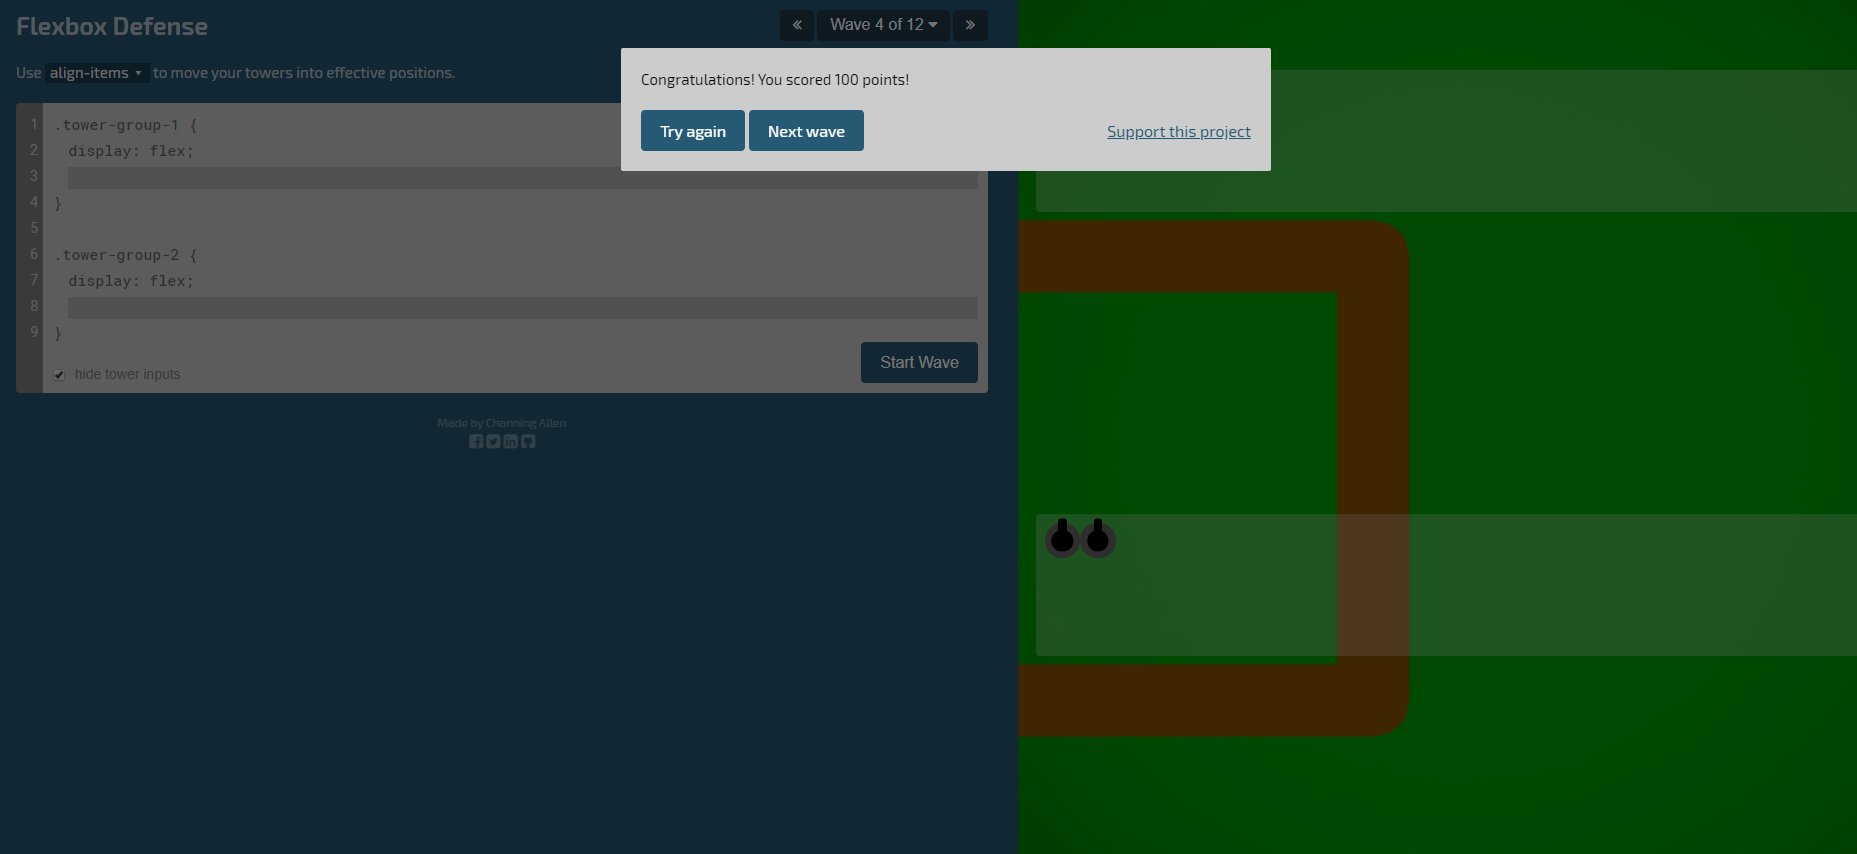 Flexbox Defense
« Wave 4 of 12 »
Use align-items to move your towers into effective positions.
Congratulations! You scored 100 points!
Try again Next wave Support this project
1 .tower-group-1 {
2 display: flex;
3
4 }
5
6 .tower-group-2 {
7 display: flex;
8
9 }
hide tower inputs
Start Wave
Made by Channing Allen